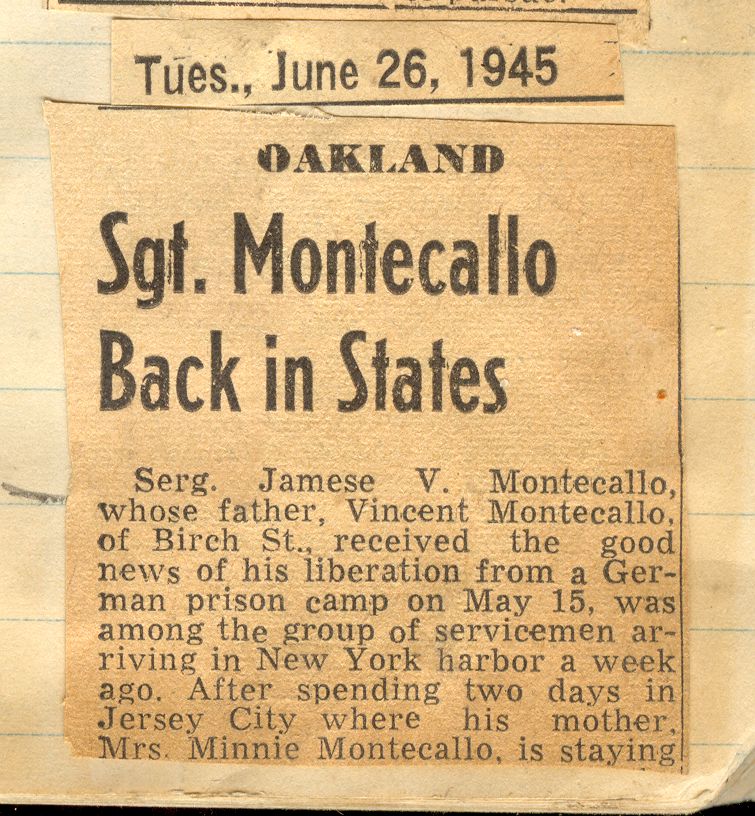 Tues., June 26, 1945
OAKLAND
Sgt. Montecallo
Back in States
Serg. Jamese V. Montecallo,
whose father, Vincent Montecallo,
of Birch St., received the good
news of his liberation from a Ger-
man prison camp on May 15, was
among the group of servicemen ar-
riving in New York harbor a week
ago. After spending two days in
Jersey City where his mother,
Mrs. Minnie Montecallo, is staying